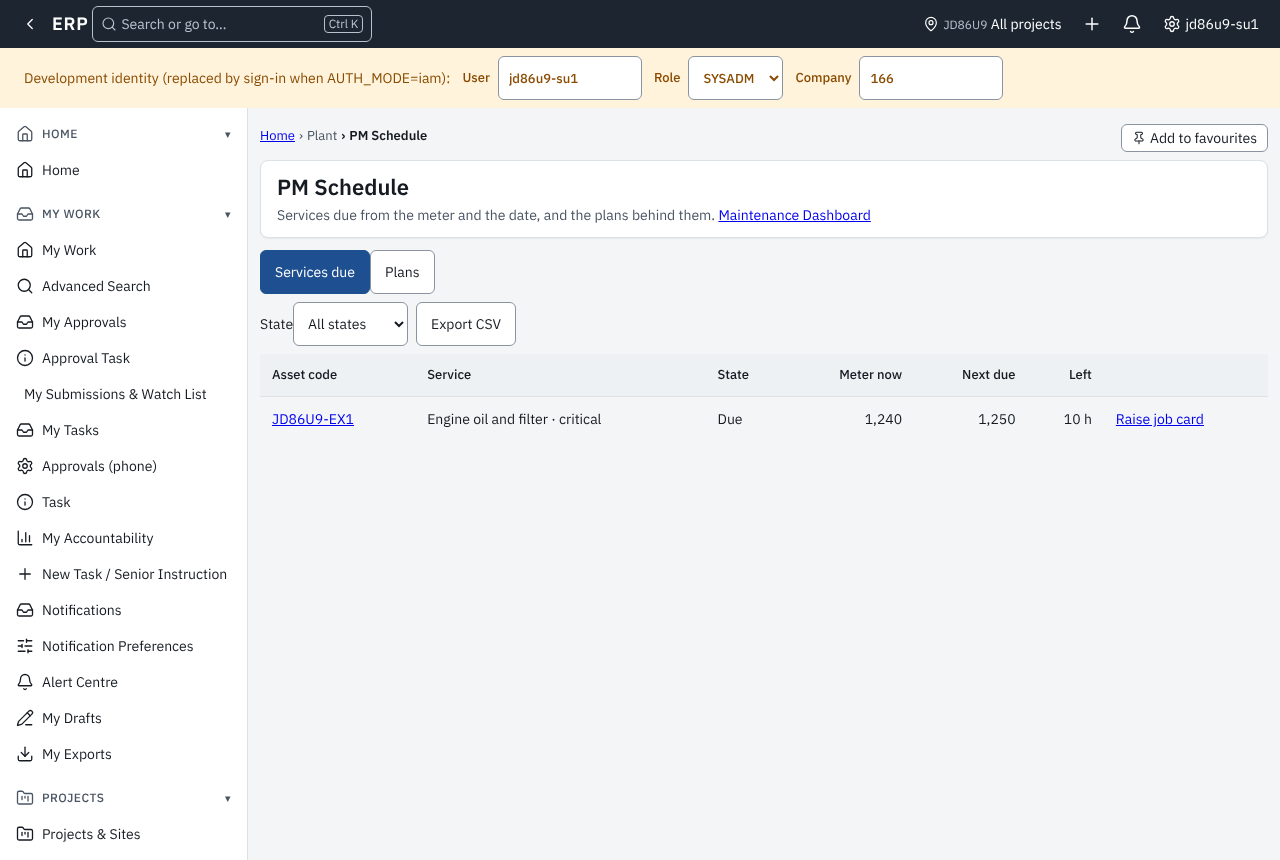 ERP Search or go to... Ctrl K JD86U9 All projects jd86u9-su1
Development identity (replaced by sign-in when AUTH_MODE=iam): User jd86u9-su1 Role SYSADM Company 166
HOME
Home
MY WORK
My Work
Advanced Search
My Approvals
Approval Task
My Submissions & Watch List
My Tasks
Approvals (phone)
Task
My Accountability
New Task / Senior Instruction
Notifications
Notification Preferences
Alert Centre
My Drafts
My Exports
PROJECTS
Projects & Sites
Home › Plant › PM Schedule
Add to favourites
PM Schedule
Services due from the meter and the date, and the plans behind them. Maintenance Dashboard
Services due Plans
State All states Export CSV
Asset code Service State Meter now Next due Left
JD86U9-EX1 Engine oil and filter · critical Due 1,240 1,250 10 h Raise job card